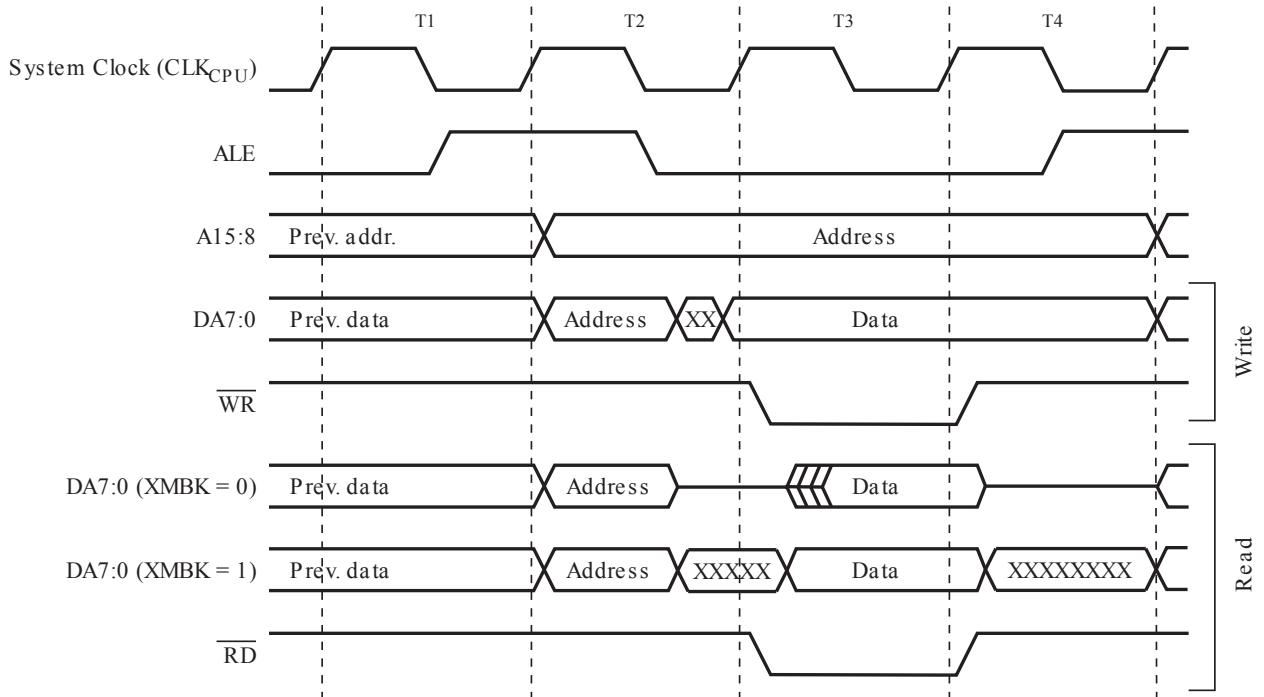 T1 T2 T3 T4
System Clock (CLKCPU)
ALE
A15:8 Prev. addr. Address
DA7:0 Prev. data Address XX Data
WR
Write
DA7:0 (XMBK = 0) Prev. data Address Data
DA7:0 (XMBK = 1) Prev. data Address XXXXX Data XXXXXXXX
RD
Read